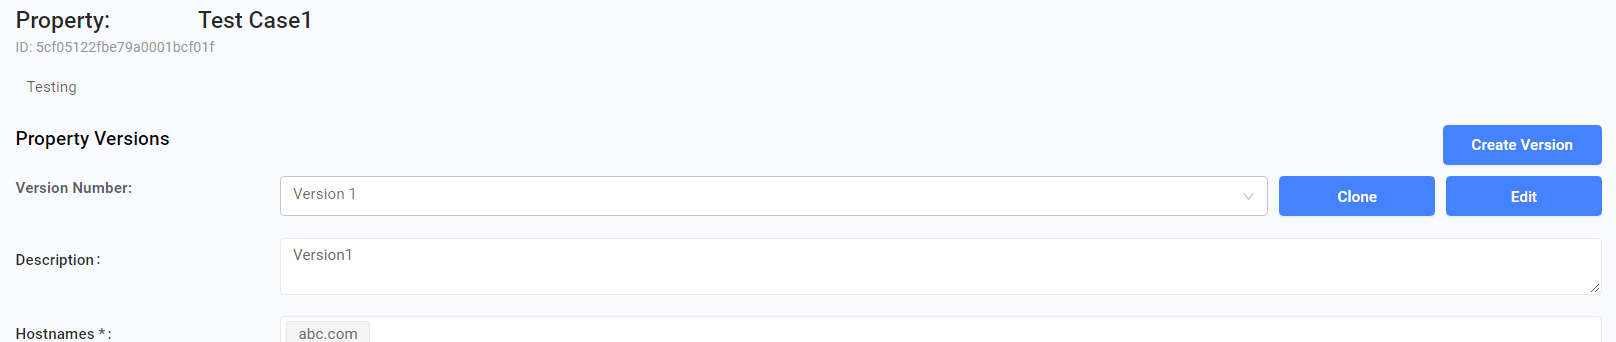 Property: Test Case1
ID: 5cf05122fbe79a0001bcf01f
Testing
Property Versions
Create Version
Version Number:
Version 1
Clone
Edit
Description :
Version1
Hostnames * :
abc.com